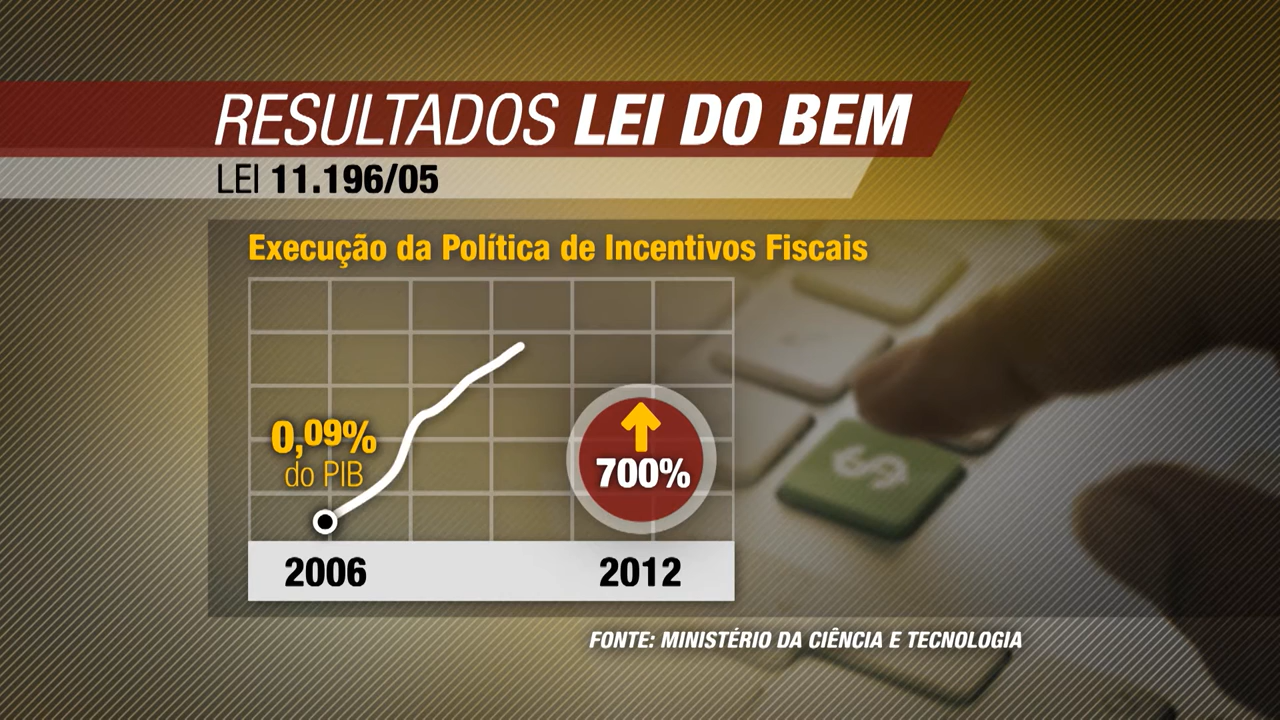 RESULTADOS LEI DO BEM
LEI 11.196/05
Execução da Política de Incentivos Fiscais
0,09%
do PIB
700%
2006
2012
$
FONTE: MINISTÉRIO DA CIÊNCIA E TECNOLOGIA